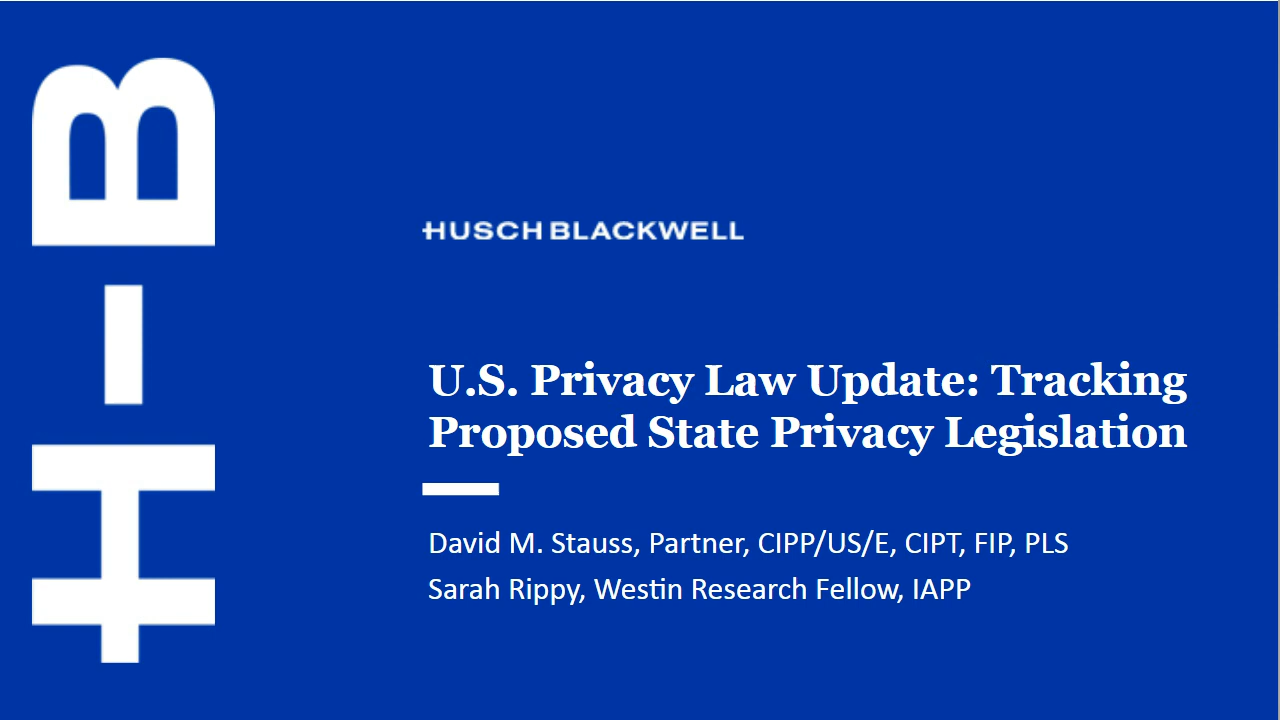 H-B
HUSCH BLACKWELL
U.S. Privacy Law Update: Tracking
Proposed State Privacy Legislation
David M. Stauss, Partner, CIPP/US/E, CIPT, FIP, PLS
Sarah Rippy, Westin Research Fellow, IAPP